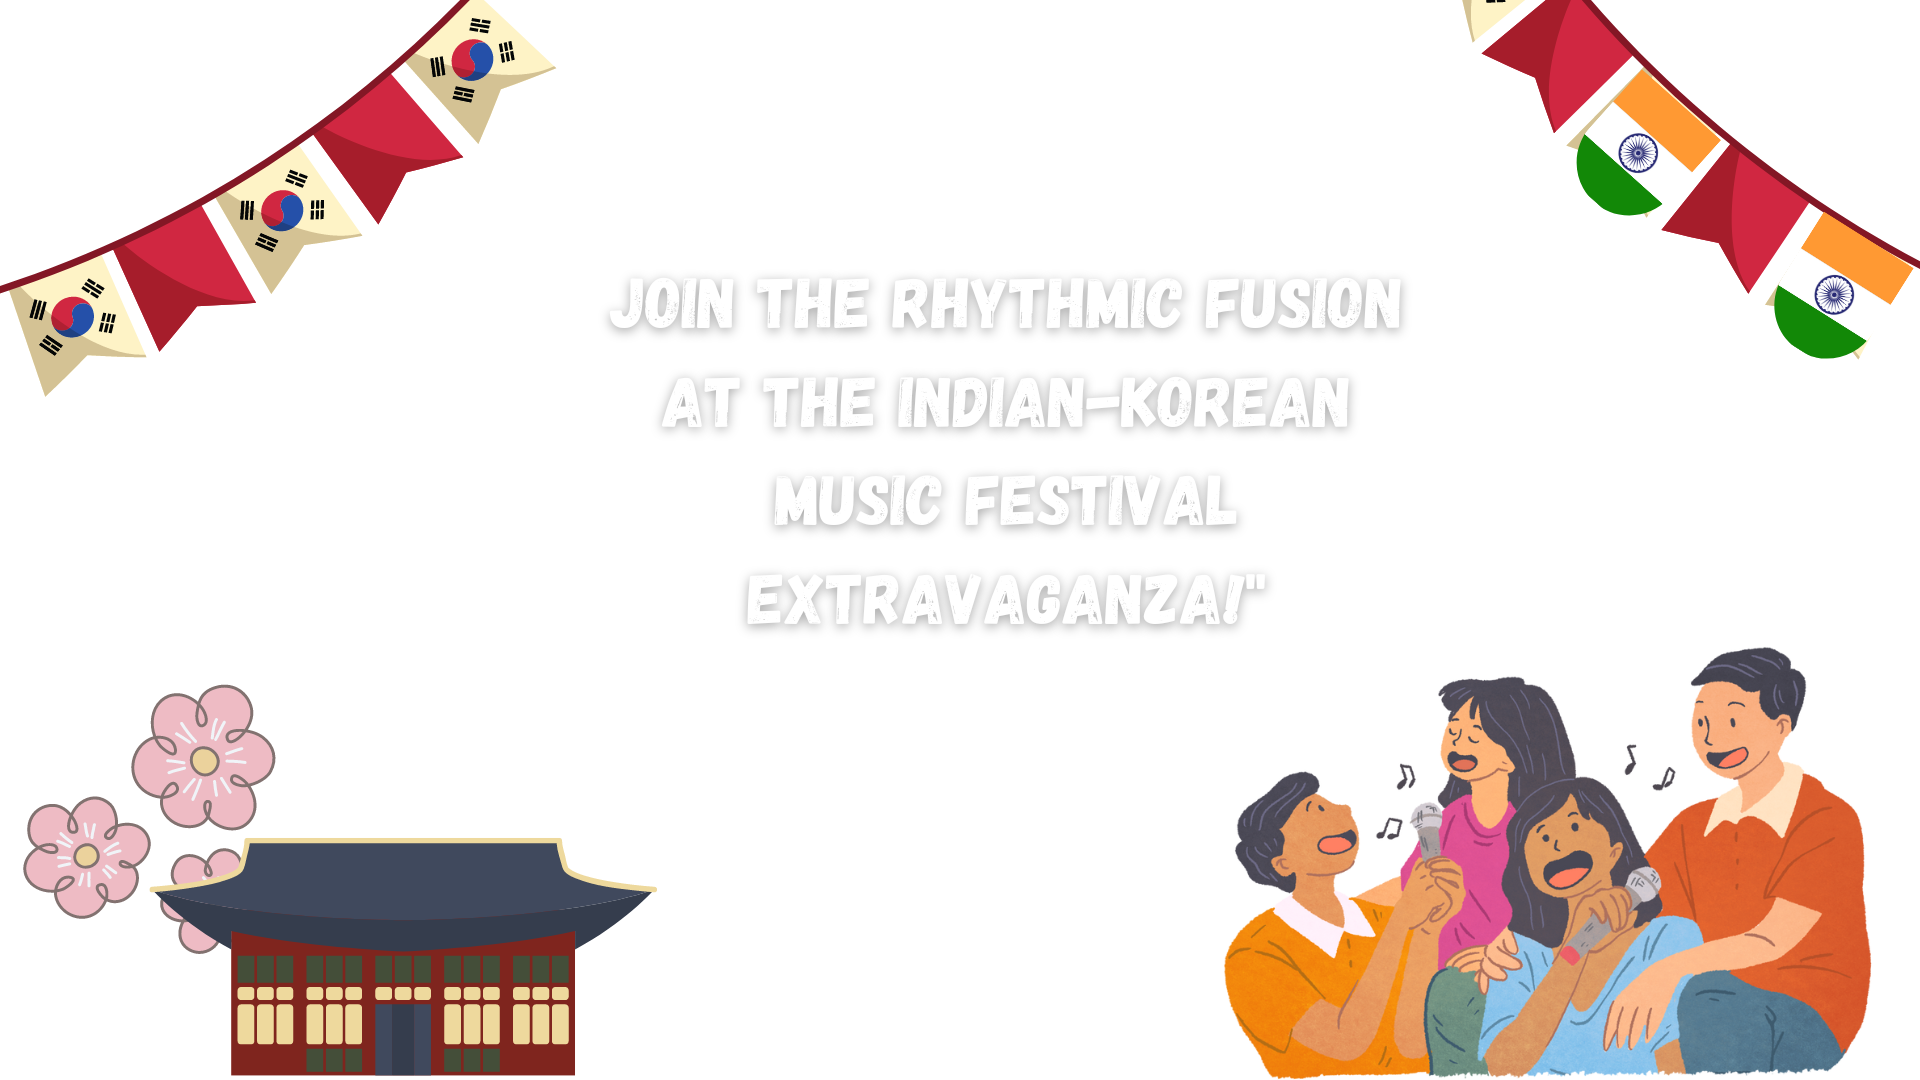 JOIN THE RHYTHMIC FUSION
AT THE INDIAN-KOREAN
MUSIC FESTIVAL
EXTRAVAGANZA!"